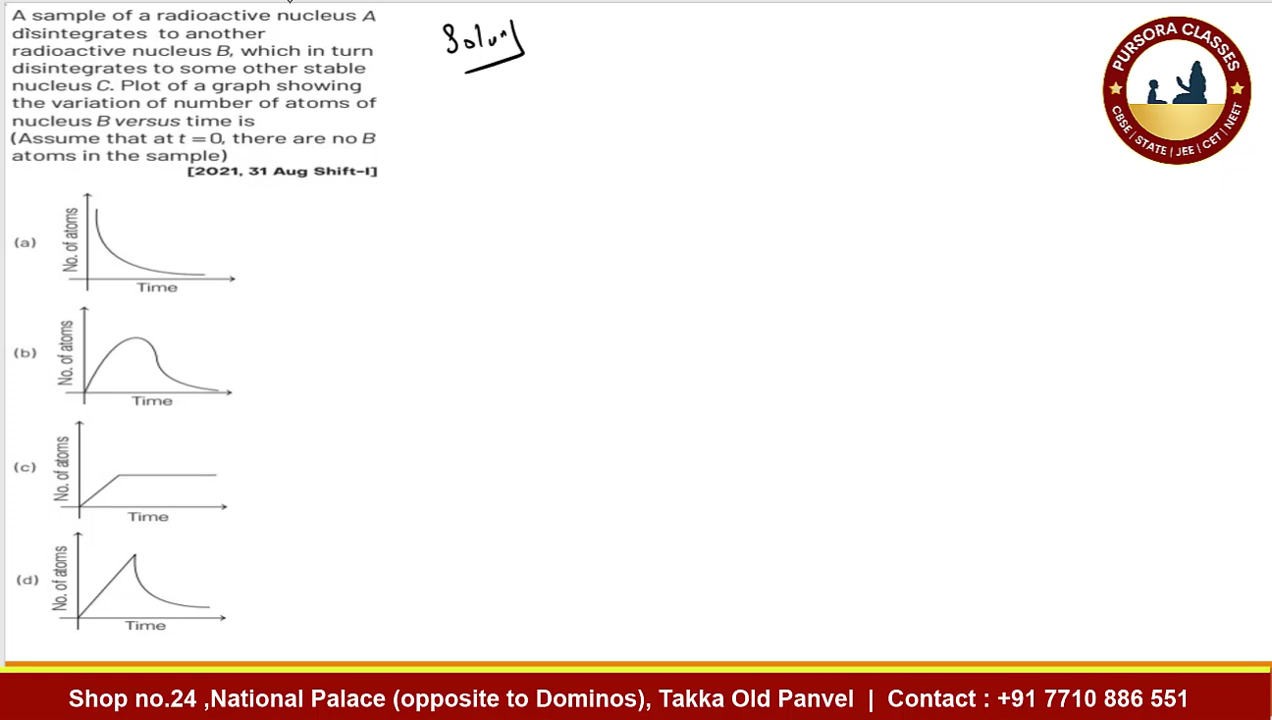 A sample of a radioactive nucleus A
disintegrates to another
radioactive nucleus B, which in turn
disintegrates to some other stable
nucleus C. Plot of a graph showing
the variation of number of atoms of
nucleus B versus time is
(Assume that at t = 0, there are no B
atoms in the sample)
[2021, 31 Aug Shift-I]
(a)
No. of atoms
Time
(b)
No. of atoms
Time
(c)
No. of atoms
Time
(d)
No. of atoms
Time
PURSORA CLASSES
CBSE | STATE | JEE | CET | NEET
Shop no.24 ,National Palace (opposite to Dominos), Takka Old Panvel | Contact : +91 7710 886 551